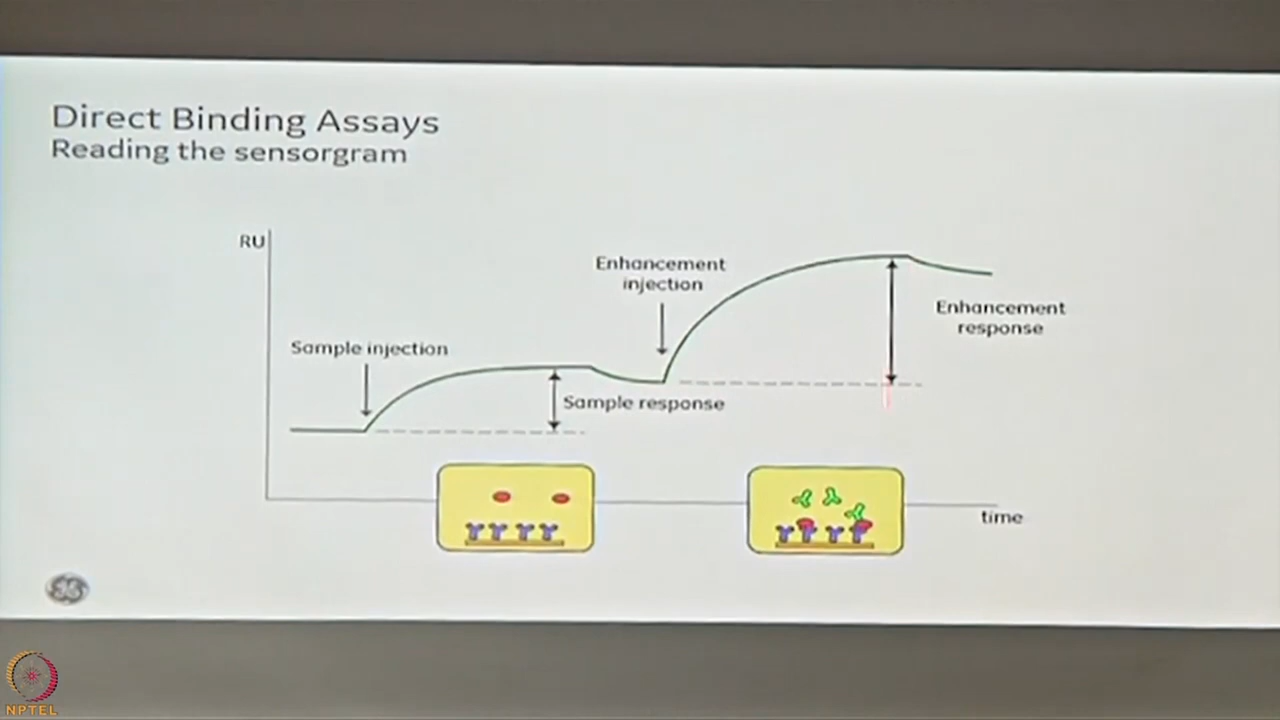 Direct Binding Assays
Reading the sensorgram
RU
Enhancement
injection
Enhancement
response
Sample injection
Sample response
time
NPTEL